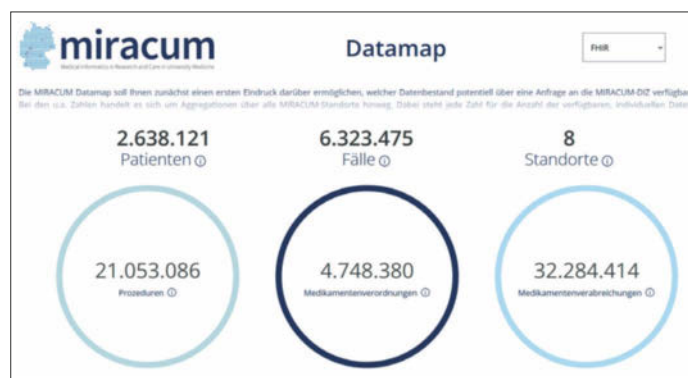 miracum
Medical Informatics in Research and Care in University Medicine
Datamap
FHIR
Die MIRACUM Datamap soll Ihnen zunächst einen ersten Eindruck darüber ermöglichen, welcher Datenbestand potentiell über eine Anfrage an die MIRACUM-DIZ verfügbar
Bei den u.a. Zahlen handelt es sich um Aggregationen über alle MIRACUM-Standorte hinweg. Dabei steht jede Zahl für die Anzahl der verfügbaren, individuellen Daten
2.638.121 6.323.475 8
Patienten Fälle Standorte
21.053.086 4.748.380 32.284.414
Prozeduren Medikamentenverordnungen Medikamentenverabreichungen